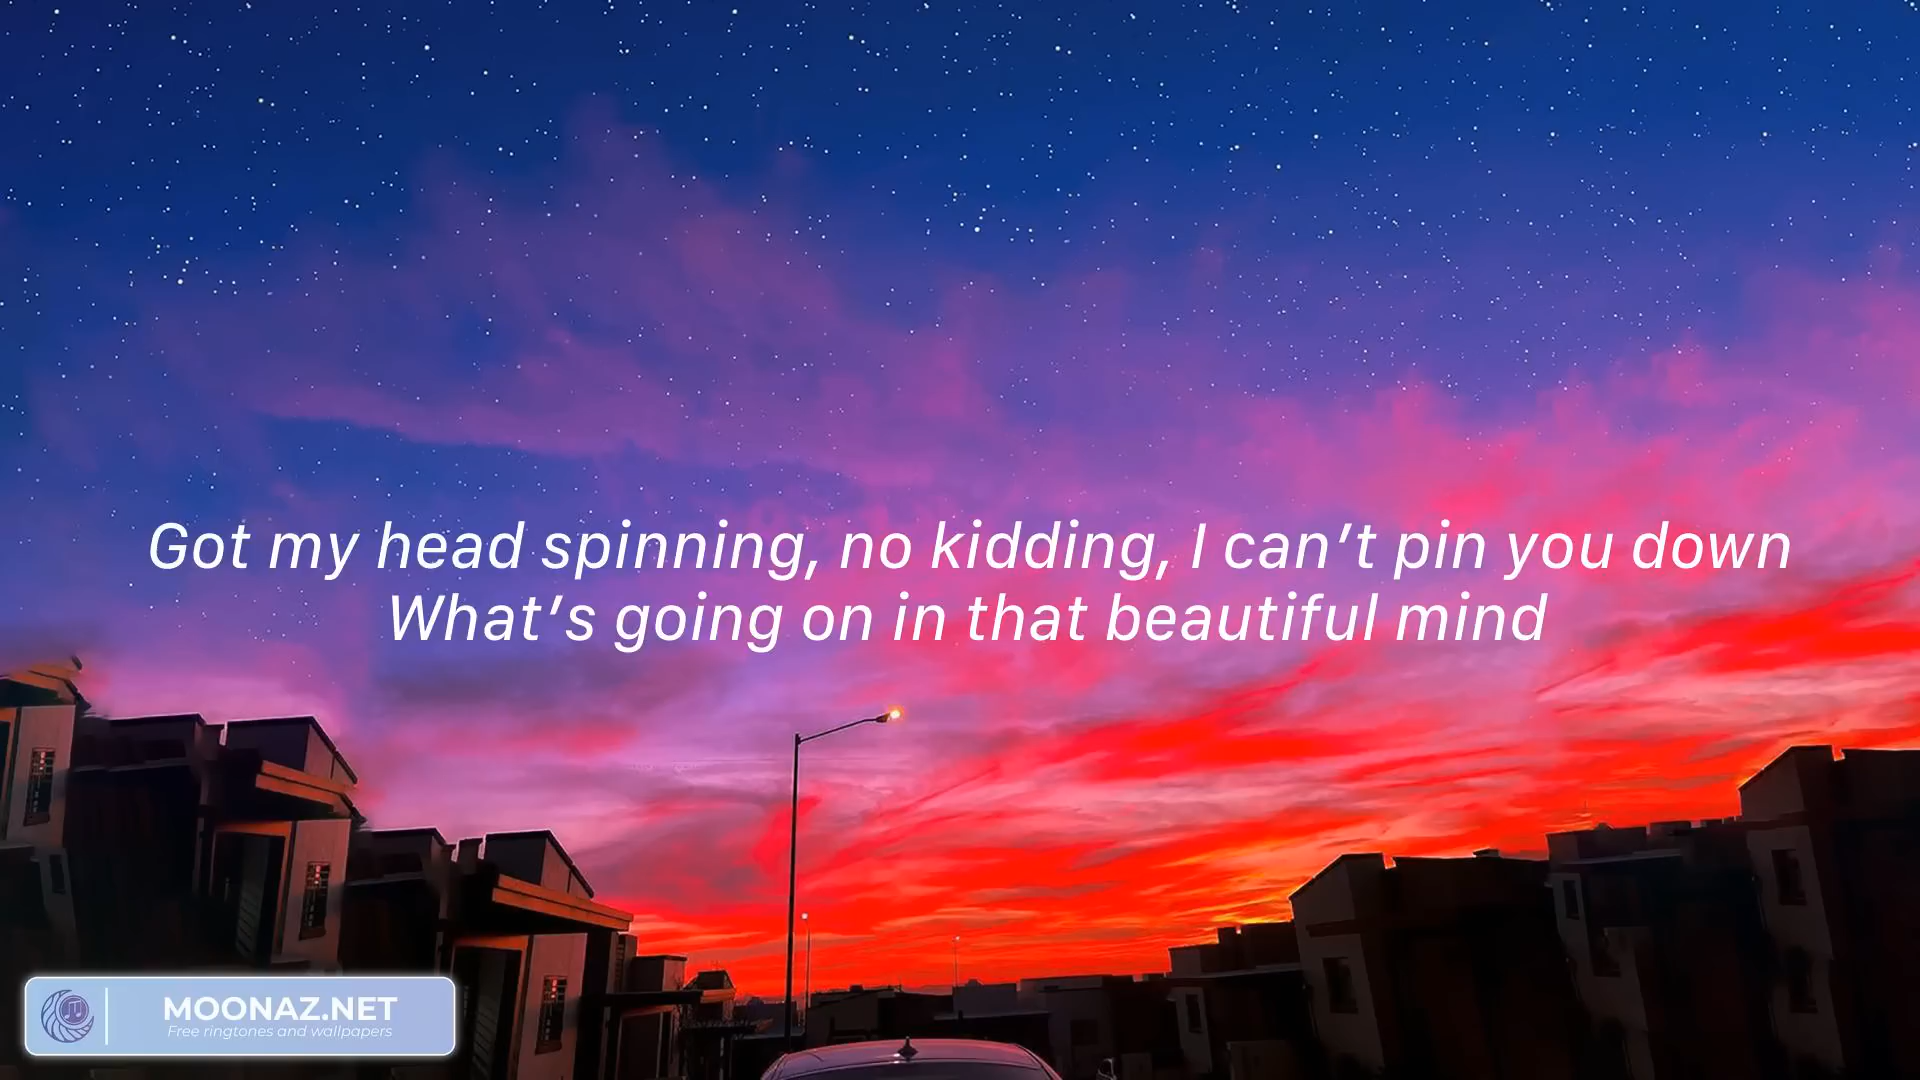 Got my head spinning, no kidding, I can’t pin you down
What’s going on in that beautiful mind
MOONAZ.NET
Free ringtones and wallpapers